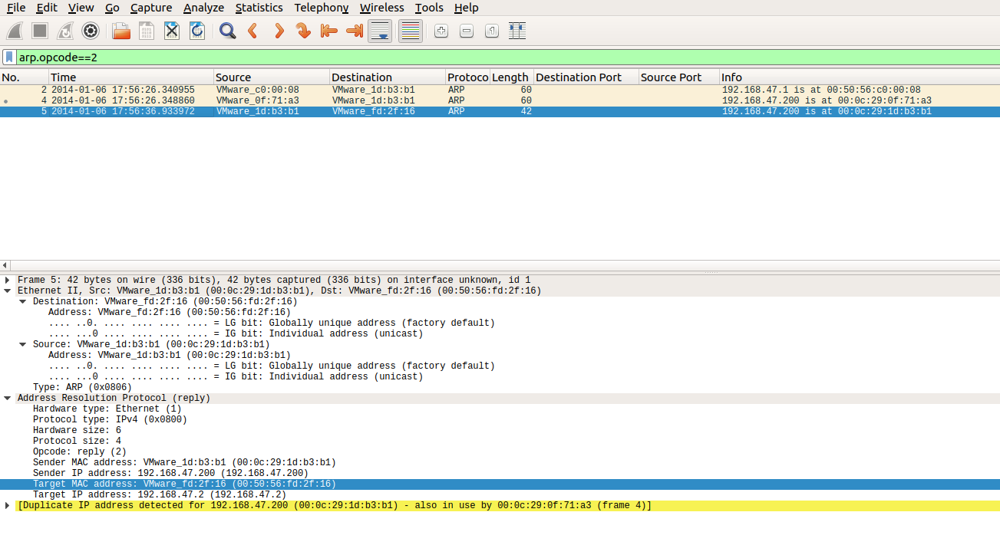 File Edit View Go Capture Analyze Statistics Telephony Wireless Tools Help
arp.opcode==2
No. Time Source Destination Protoco Length Destination Port Source Port Info
2 2014-01-06 17:56:26.340955 VMware_c0:00:08 VMware_1d:b3:b1 ARP 60 192.168.47.1 is at 00:50:56:c0:00:08
4 2014-01-06 17:56:26.348860 VMware_0f:71:a3 VMware_1d:b3:b1 ARP 60 192.168.47.200 is at 00:0c:29:0f:71:a3
5 2014-01-06 17:56:36.933972 VMware_1d:b3:b1 VMware_fd:2f:16 ARP 42 192.168.47.200 is at 00:0c:29:1d:b3:b1
Frame 5: 42 bytes on wire (336 bits), 42 bytes captured (336 bits) on interface unknown, id 1
Ethernet II, Src: VMware_1d:b3:b1 (00:0c:29:1d:b3:b1), Dst: VMware_fd:2f:16 (00:50:56:fd:2f:16)
Destination: VMware_fd:2f:16 (00:50:56:fd:2f:16)
Address: VMware_fd:2f:16 (00:50:56:fd:2f:16)
.... ..0. .... .... .... .... = LG bit: Globally unique address (factory default)
.... ...0 .... .... .... .... = IG bit: Individual address (unicast)
Source: VMware_1d:b3:b1 (00:0c:29:1d:b3:b1)
Address: VMware_1d:b3:b1 (00:0c:29:1d:b3:b1)
.... ..0. .... .... .... .... = LG bit: Globally unique address (factory default)
.... ...0 .... .... .... .... = IG bit: Individual address (unicast)
Type: ARP (0x0806)
Address Resolution Protocol (reply)
Hardware type: Ethernet (1)
Protocol type: IPv4 (0x0800)
Hardware size: 6
Protocol size: 4
Opcode: reply (2)
Sender MAC address: VMware_1d:b3:b1 (00:0c:29:1d:b3:b1)
Sender IP address: 192.168.47.200 (192.168.47.200)
Target MAC address: VMware_fd:2f:16 (00:50:56:fd:2f:16)
Target IP address: 192.168.47.2 (192.168.47.2)
[Duplicate IP address detected for 192.168.47.200 (00:0c:29:1d:b3:b1) - also in use by 00:0c:29:0f:71:a3 (frame 4)]